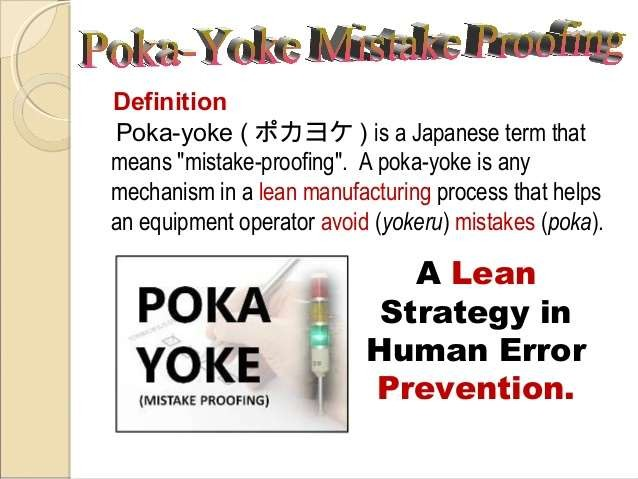 Poka-Yoke Mistake Proofing
Definition
Poka-yoke ( ポカヨケ ) is a Japanese term that
means "mistake-proofing". A poka-yoke is any
mechanism in a lean manufacturing process that helps
an equipment operator avoid (yokeru) mistakes (poka).
POKA
YOKE
(MISTAKE PROOFING)
A Lean
Strategy in
Human Error
Prevention.